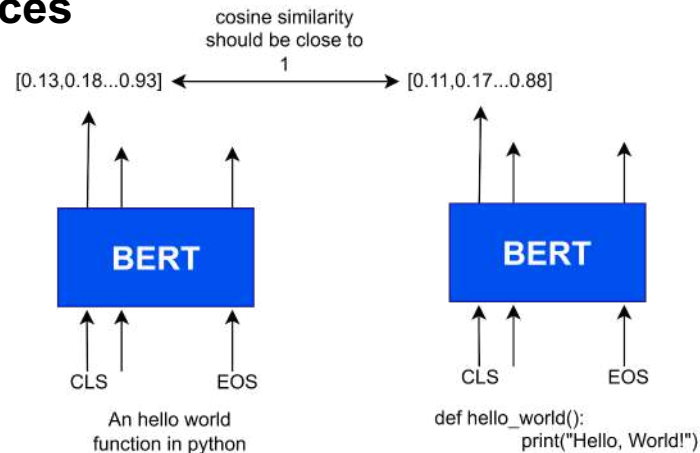 cosine similarity
should be close to
1
[0.13,0.18...0.93]
[0.11,0.17...0.88]
BERT
BERT
CLS
EOS
CLS
EOS
An hello world
function in python
def hello_world():
print("Hello, World!")